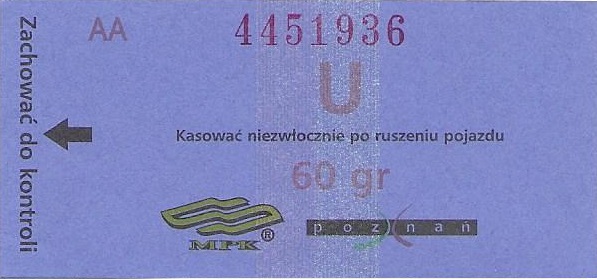 Zachować do kontroli
AA
4451936
U
Kasować niezwłocznie po ruszeniu pojazdu
60 gr
MPK ®
poznań